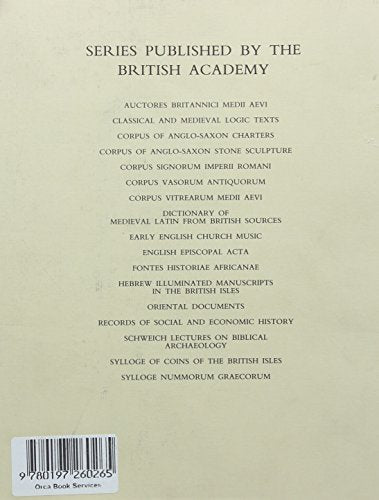 SERIES PUBLISHED BY THE
BRITISH ACADEMY
AUCTORES BRITANNICI MEDII AEVI
CLASSICAL AND MEDIEVAL LOGIC TEXTS
CORPUS OF ANGLO-SAXON CHARTERS
CORPUS OF ANGLO-SAXON STONE SCULPTURE
CORPUS SIGNORUM IMPERII ROMANI
CORPUS VASORUM ANTIQUORUM
CORPUS VITREARUM MEDII AEVI
DICTIONARY OF
MEDIEVAL LATIN FROM BRITISH SOURCES
EARLY ENGLISH CHURCH MUSIC
ENGLISH EPISCOPAL ACTA
FONTES HISTORIAE AFRICANAE
HEBREW ILLUMINATED MANUSCRIPTS
IN THE BRITISH ISLES
ORIENTAL DOCUMENTS
RECORDS OF SOCIAL AND ECONOMIC HISTORY
SCHWEICH LECTURES ON BIBLICAL
ARCHAEOLOGY
SYLLOGE OF COINS OF THE BRITISH ISLES
SYLLOGE NUMMORUM GRAECORUM
9 780197 260265
Orca Book Services